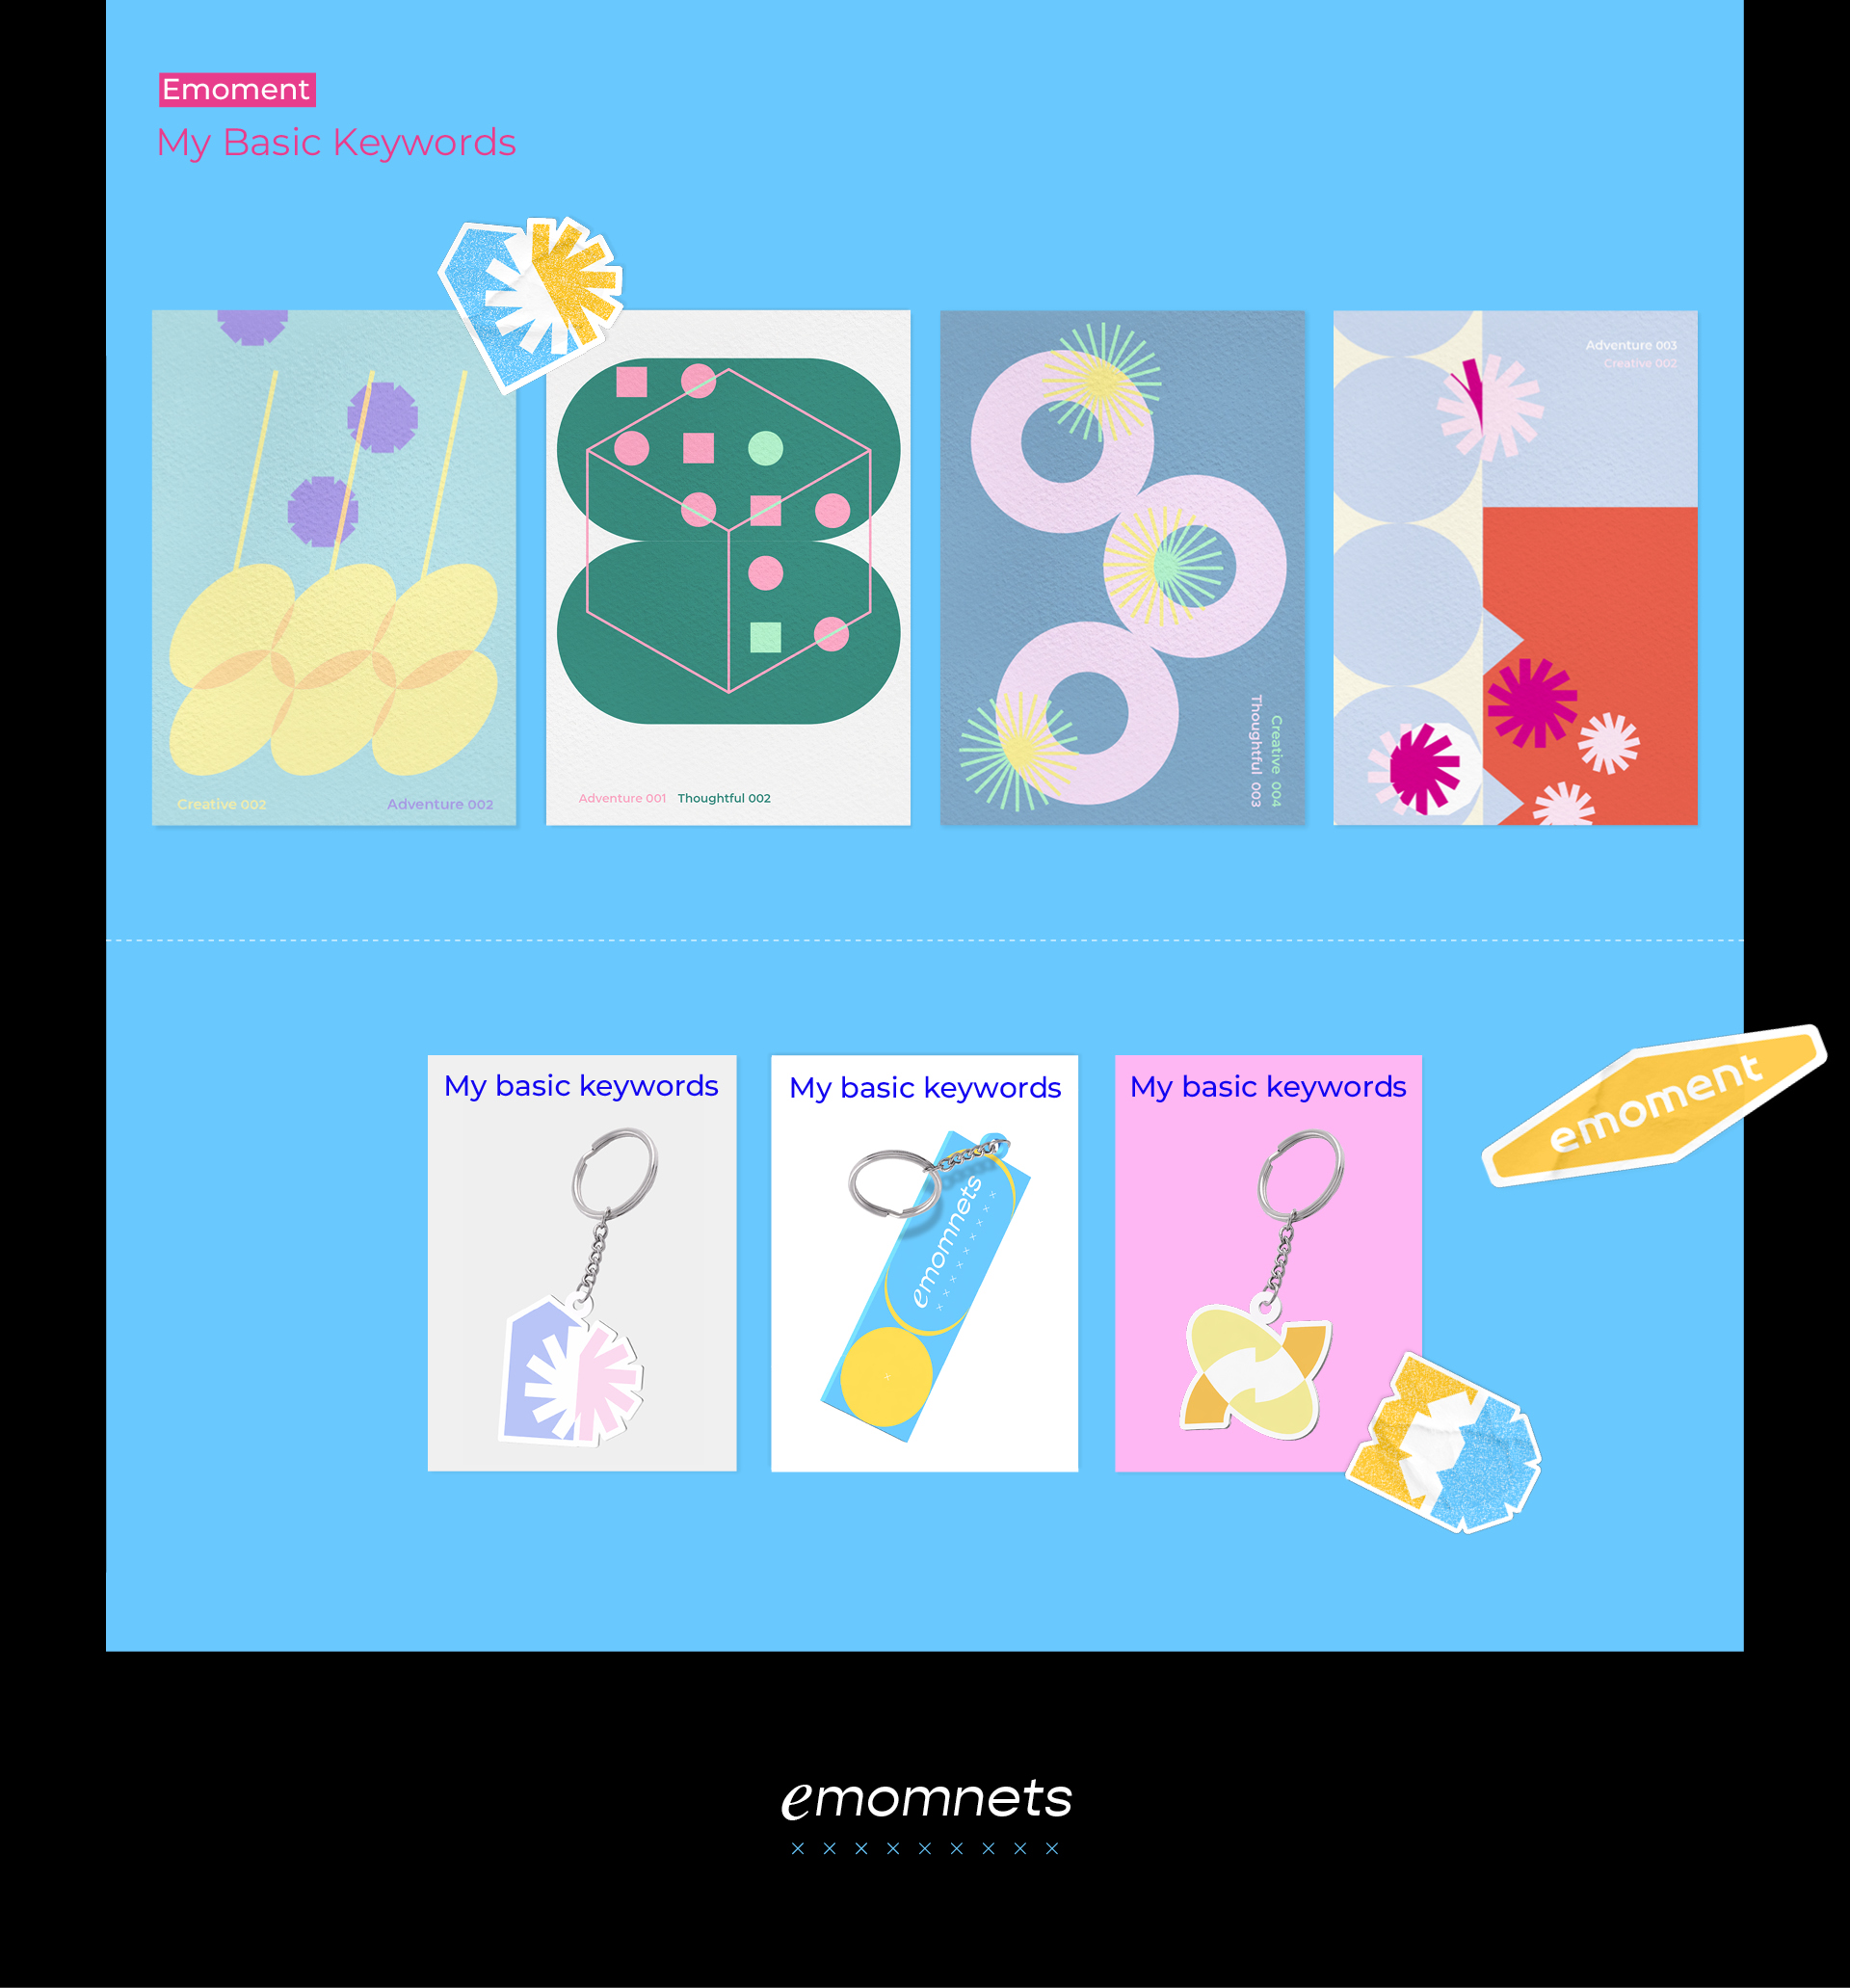 Emoment
My Basic Keywords
Creative 002
Adventure 002
Adventure 001 Thoughtful 002
Creative 004
Thoughtful 003
Adventure 003
Creative 002
My basic keywords
My basic keywords
My basic keywords
emomnets
× × × × × × × × ×
emoment
emomnets
× × × × × × × × ×